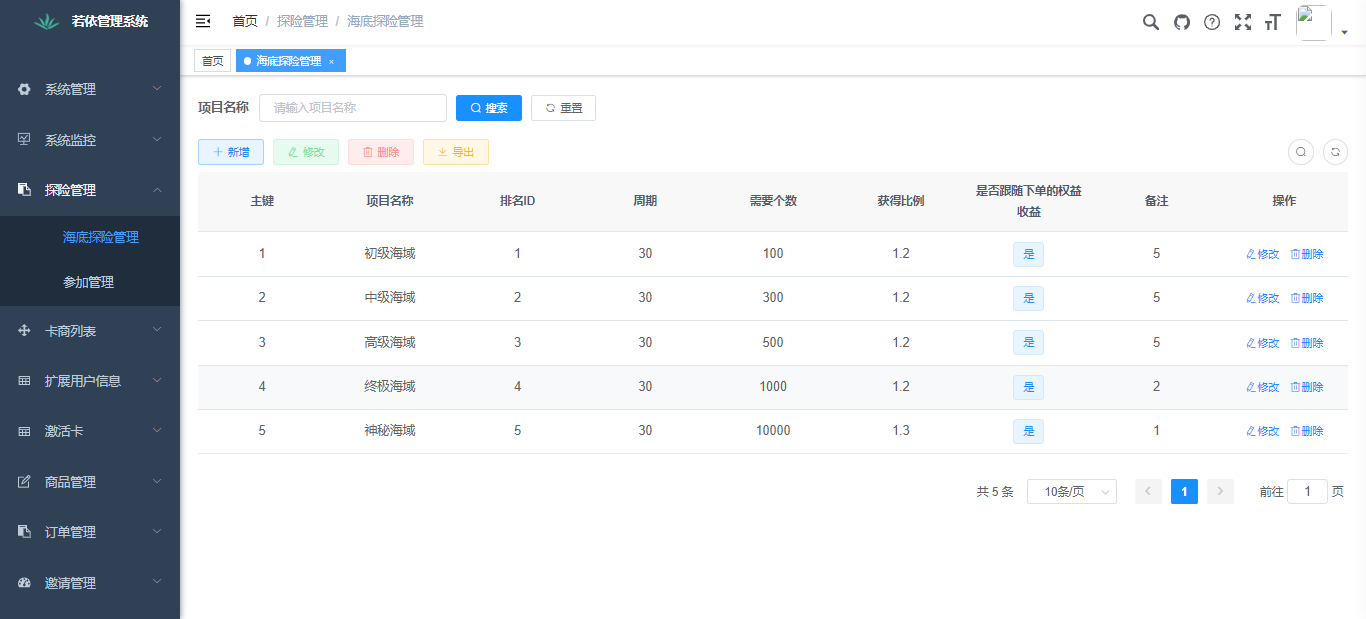 若依管理系统
首页 / 探险管理 / 海底探险管理
首页 海底探险管理 ×
系统管理
系统监控
探险管理
海底探险管理
参加管理
卡商列表
扩展用户信息
激活卡
商品管理
订单管理
邀请管理
项目名称 请输入项目名称 搜索 重置
新增 修改 删除 导出
主键 项目名称 排名ID 周期 需要个数 获得比例 是否跟随下单的权益收益 备注 操作
1 初级海域 1 30 100 1.2 是 5 修改 删除
2 中级海域 2 30 300 1.2 是 5 修改 删除
3 高级海域 3 30 500 1.2 是 5 修改 删除
4 终极海域 4 30 1000 1.2 是 2 修改 删除
5 神秘海域 5 30 10000 1.3 是 1 修改 删除
共 5 条 10条/页 1 前往 1 页